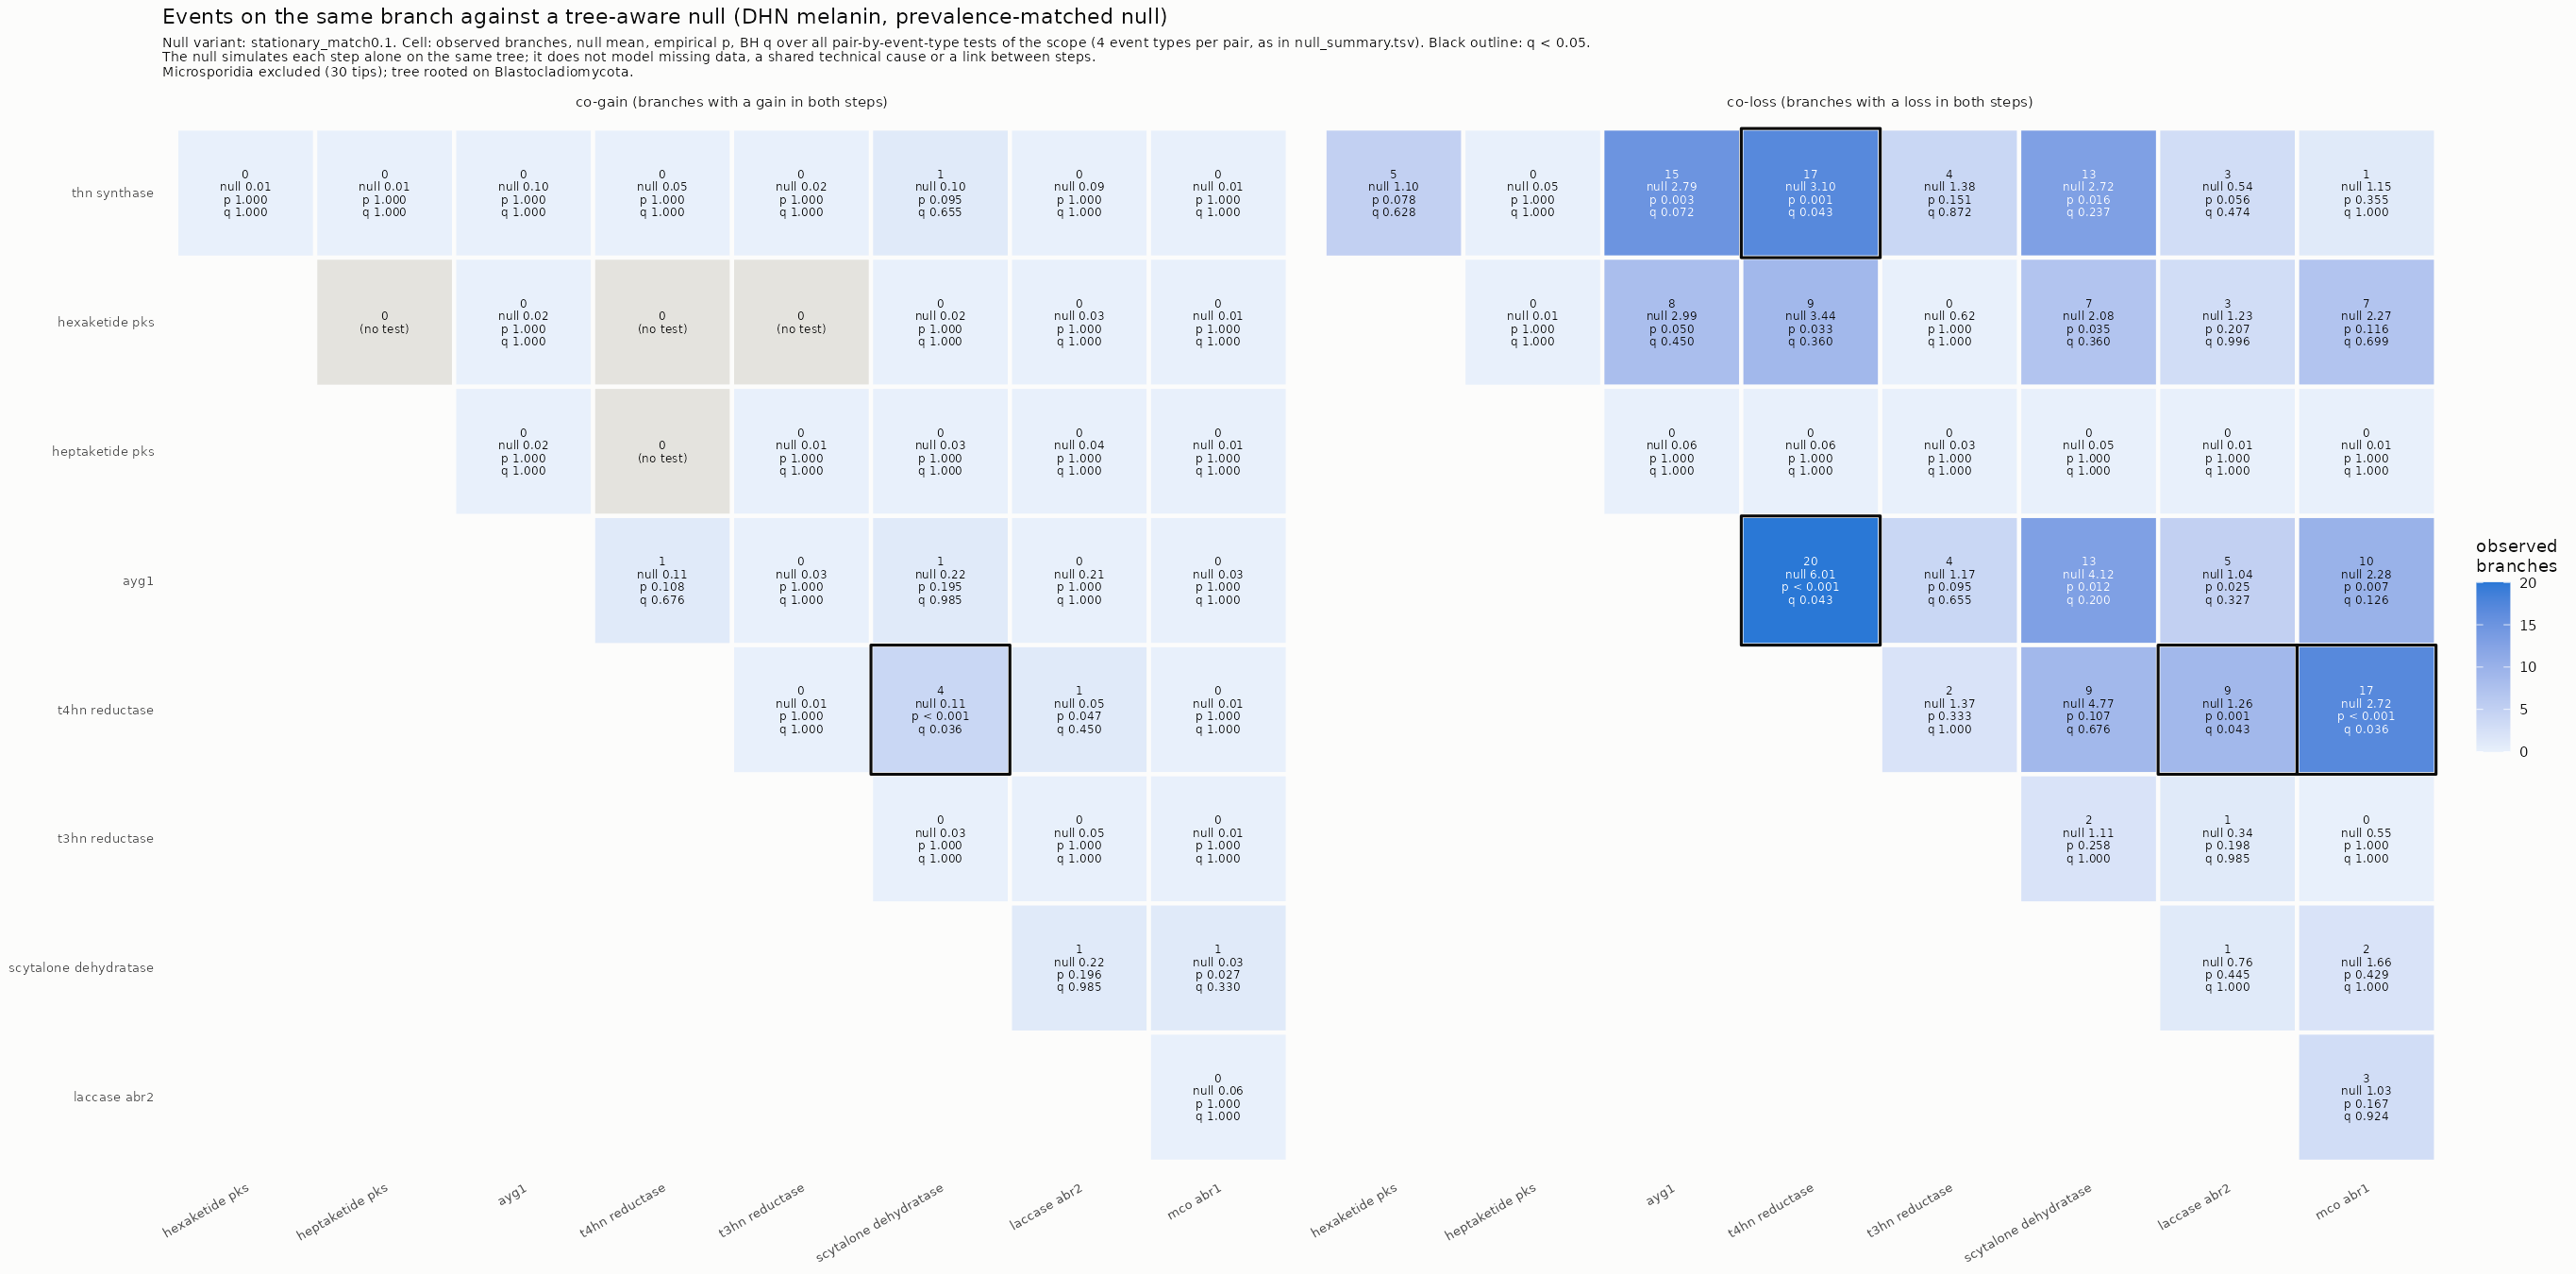 Events on the same branch against a tree-aware null (DHN melanin, prevalence-matched null)
Null variant: stationary_match0.1. Cell: observed branches, null mean, empirical p, BH q over all pair-by-event-type tests of the scope (4 event types per pair, as in null_summary.tsv). Black outline: q < 0.05.
The null simulates each step alone on the same tree; it does not model missing data, a shared technical cause or a link between steps.
Microsporidia excluded (30 tips); tree rooted on Blastocladiomycota.
co-gain (branches with a gain in both steps)
thn synthase
0
null 0.01
p 1.000
q 1.000
0
null 0.01
p 1.000
q 1.000
0
null 0.10
p 1.000
q 1.000
0
null 0.05
p 1.000
q 1.000
0
null 0.02
p 1.000
q 1.000
1
null 0.10
p 0.095
q 0.655
0
null 0.09
p 1.000
q 1.000
0
null 0.01
p 1.000
q 1.000
hexaketide pks
0
(no test)
0
null 0.02
p 1.000
q 1.000
0
(no test)
0
(no test)
0
null 0.02
p 1.000
q 1.000
0
null 0.03
p 1.000
q 1.000
0
null 0.01
p 1.000
q 1.000
heptaketide pks
0
null 0.02
p 1.000
q 1.000
0
(no test)
0
null 0.01
p 1.000
q 1.000
0
null 0.03
p 1.000
q 1.000
0
null 0.04
p 1.000
q 1.000
0
null 0.01
p 1.000
q 1.000
ayg1
1
null 0.11
p 0.108
q 0.676
0
null 0.03
p 1.000
q 1.000
1
null 0.22
p 0.195
q 0.985
0
null 0.21
p 1.000
q 1.000
0
null 0.03
p 1.000
q 1.000
t4hn reductase
0
null 0.01
p 1.000
q 1.000
4
null 0.11
p < 0.001
q 0.036
1
null 0.05
p 0.047
q 0.450
0
null 0.01
p 1.000
q 1.000
t3hn reductase
0
null 0.03
p 1.000
q 1.000
0
null 0.05
p 1.000
q 1.000
0
null 0.01
p 1.000
q 1.000
scytalone dehydratase
1
null 0.22
p 0.196
q 0.985
1
null 0.03
p 0.027
q 0.330
laccase abr2
0
null 0.06
p 1.000
q 1.000
hexaketide pks
heptaketide pks
ayg1
t4hn reductase
t3hn reductase
scytalone dehydratase
laccase abr2
mco abr1
co-loss (branches with a loss in both steps)
5
null 1.10
p 0.078
q 0.628
0
null 0.05
p 1.000
q 1.000
15
null 2.79
p 0.003
q 0.072
17
null 3.10
p 0.001
q 0.043
4
null 1.38
p 0.151
q 0.872
13
null 2.72
p 0.016
q 0.237
3
null 0.54
p 0.056
q 0.474
1
null 1.15
p 0.355
q 1.000
0
null 0.01
p 1.000
q 1.000
8
null 2.99
p 0.050
q 0.450
9
null 3.44
p 0.033
q 0.360
0
null 0.62
p 1.000
q 1.000
7
null 2.08
p 0.035
q 0.360
3
null 1.23
p 0.207
q 0.996
7
null 2.27
p 0.116
q 0.699
0
null 0.06
p 1.000
q 1.000
0
null 0.06
p 1.000
q 1.000
0
null 0.03
p 1.000
q 1.000
0
null 0.05
p 1.000
q 1.000
0
null 0.01
p 1.000
q 1.000
0
null 0.01
p 1.000
q 1.000
20
null 6.01
p < 0.001
q 0.043
4
null 1.17
p 0.095
q 0.655
13
null 4.12
p 0.012
q 0.200
5
null 1.04
p 0.025
q 0.327
10
null 2.28
p 0.007
q 0.126
2
null 1.37
p 0.333
q 1.000
9
null 4.77
p 0.107
q 0.676
9
null 1.26
p 0.001
q 0.043
17
null 2.72
p < 0.001
q 0.036
2
null 1.11
p 0.258
q 1.000
1
null 0.34
p 0.198
q 0.985
0
null 0.55
p 1.000
q 1.000
1
null 0.76
p 0.445
q 1.000
2
null 1.66
p 0.429
q 1.000
3
null 1.03
p 0.167
q 0.924
hexaketide pks
heptaketide pks
ayg1
t4hn reductase
t3hn reductase
scytalone dehydratase
laccase abr2
mco abr1
observed
branches
20
15
10
5
0